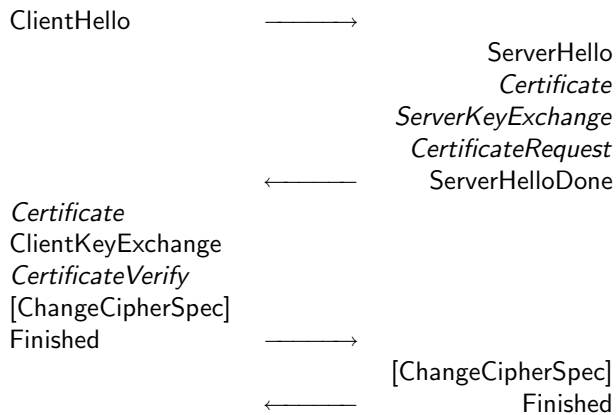 ClientHello
ServerHello
Certificate
ServerKeyExchange
CertificateRequest
ServerHelloDone
Certificate
ClientKeyExchange
CertificateVerify
[ChangeCipherSpec]
Finished
[ChangeCipherSpec]
Finished